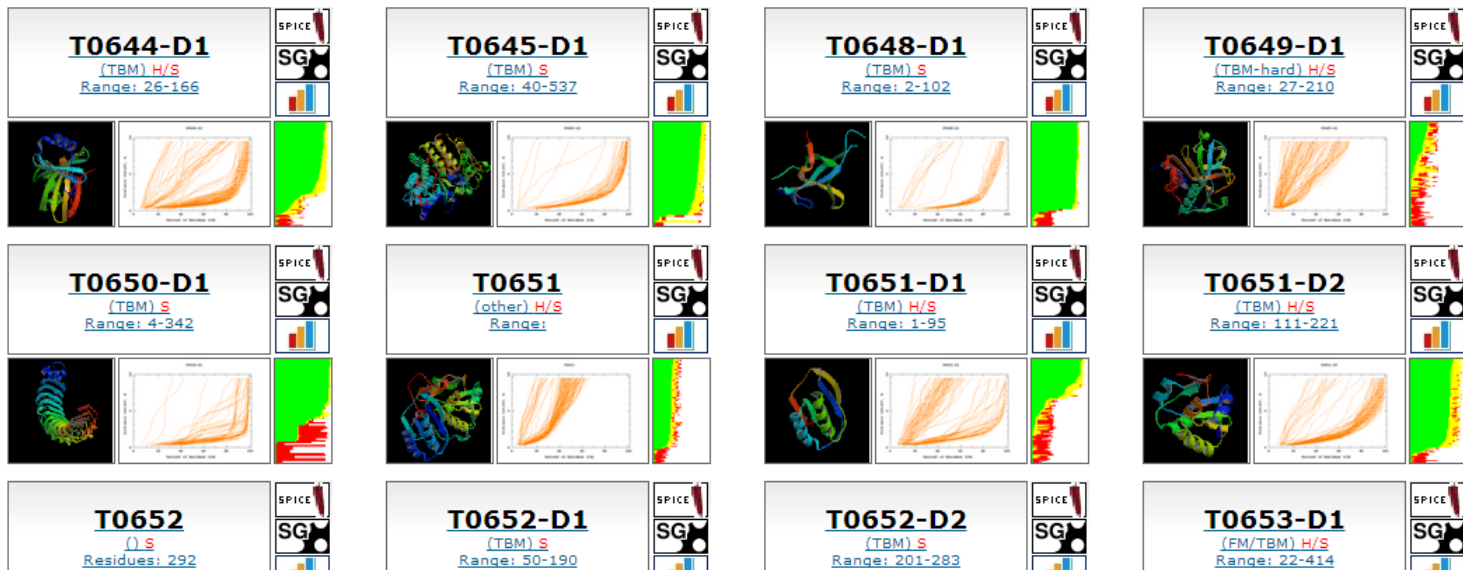 T0644-D1
(TBM) H/S
Range: 26-166
SPICE
SG
T0645-D1
(TBM) S
Range: 40-537
SPICE
SG
T0648-D1
(TBM) S
Range: 2-102
SPICE
SG
T0649-D1
(TBM-hard) H/S
Range: 27-210
SPICE
SG
T0650-D1
(TBM) S
Range: 4-342
SPICE
SG
T0651
(other) H/S
Range:
SPICE
SG
T0651-D1
(TBM) H/S
Range: 1-95
SPICE
SG
T0651-D2
(TBM) H/S
Range: 111-221
SPICE
SG
T0652
() S
Residues: 292
SPICE
SG
T0652-D1
(TBM) S
Range: 50-190
SPICE
SG
T0652-D2
(TBM) S
Range: 201-283
SPICE
SG
T0653-D1
(FM/TBM) H/S
Range: 22-414
SPICE
SG